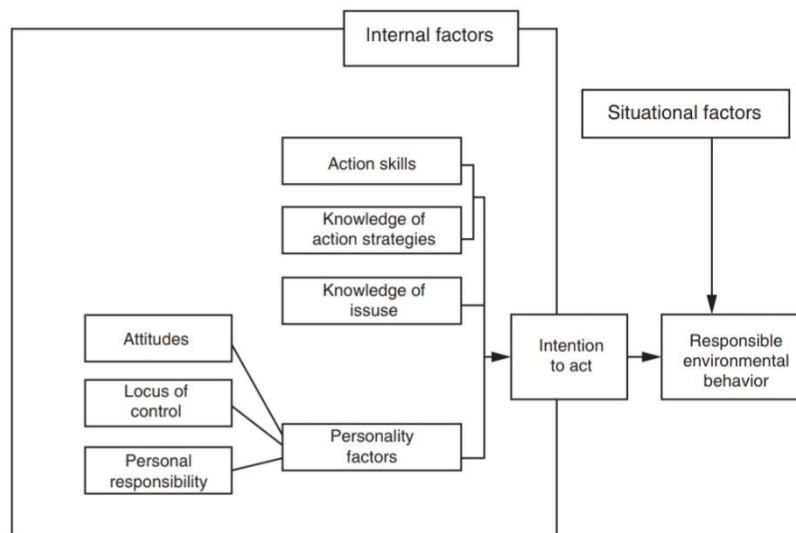 Internal factors
Situational factors
Action skills
Knowledge of
action strategies
Knowledge of
issuse
Attitudes
Intention
to act
Responsible
environmental
behavior
Locus of
control
Personality
factors
Personal
responsibility